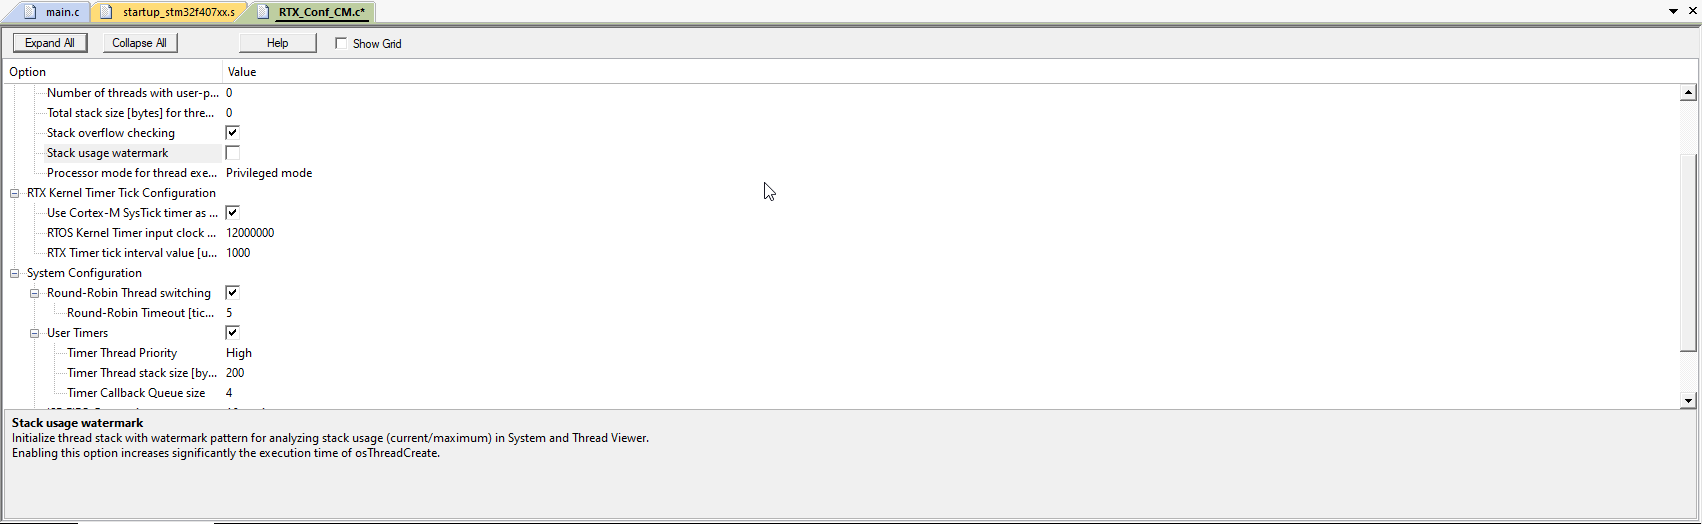 main.c startup_stm32f407xx.s RTX_Conf_CM.c*
Expand All Collapse All Help Show Grid
Option Value
Number of threads with user-p... 0
Total stack size [bytes] for thre... 0
Stack overflow checking
Stack usage watermark
Processor mode for thread exe... Privileged mode
RTX Kernel Timer Tick Configuration
Use Cortex-M SysTick timer as ...
RTOS Kernel Timer input clock ... 12000000
RTX Timer tick interval value [u... 1000
System Configuration
Round-Robin Thread switching
Round-Robin Timeout [tic... 5
User Timers
Timer Thread Priority High
Timer Thread stack size [by... 200
Timer Callback Queue size 4
Stack usage watermark
Initialize thread stack with watermark pattern for analyzing stack usage (current/maximum) in System and Thread Viewer.
Enabling this option increases significantly the execution time of osThreadCreate.